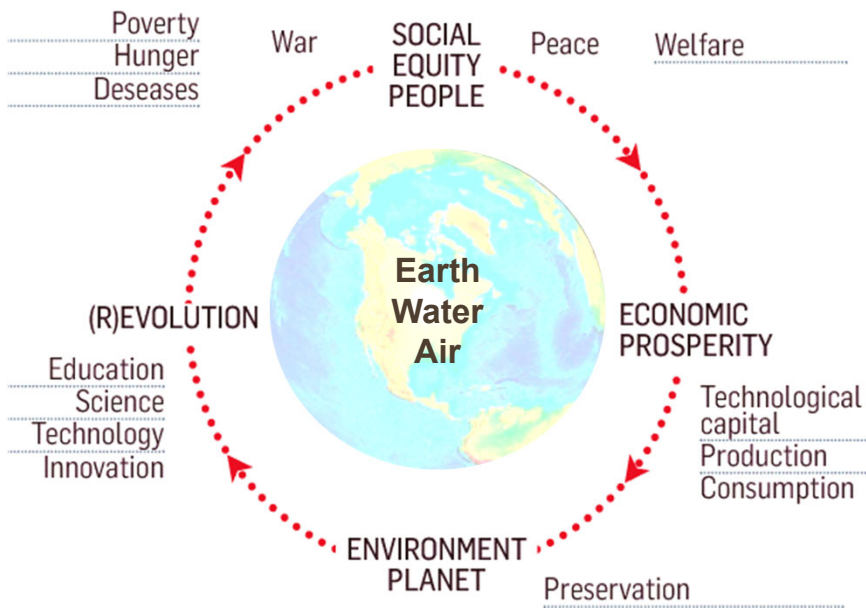 Poverty
Hunger
Deseases
War
SOCIAL
EQUITY
PEOPLE
Peace
Welfare
Earth
Water
Air
(R)EVOLUTION
ECONOMIC
PROSPERITY
Education
Science
Technology
Innovation
Technological
capital
Production
Consumption
ENVIRONMENT
PLANET
Preservation